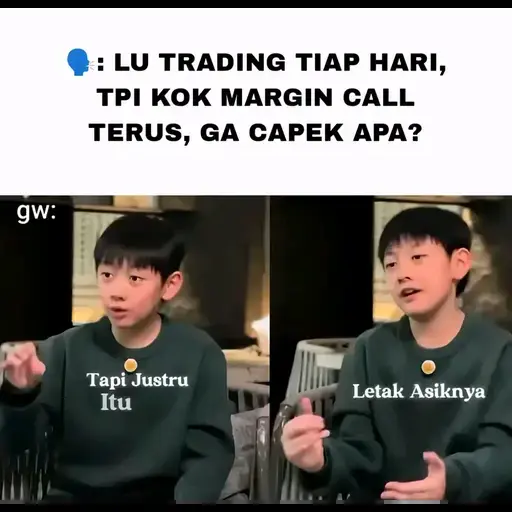 🗣️: LU TRADING TIAP HARI,
TPI KOK MARGIN CALL
TERUS, GA CAPEK APA?
gw:
Tapi Justru
Itu
Letak Asiknya